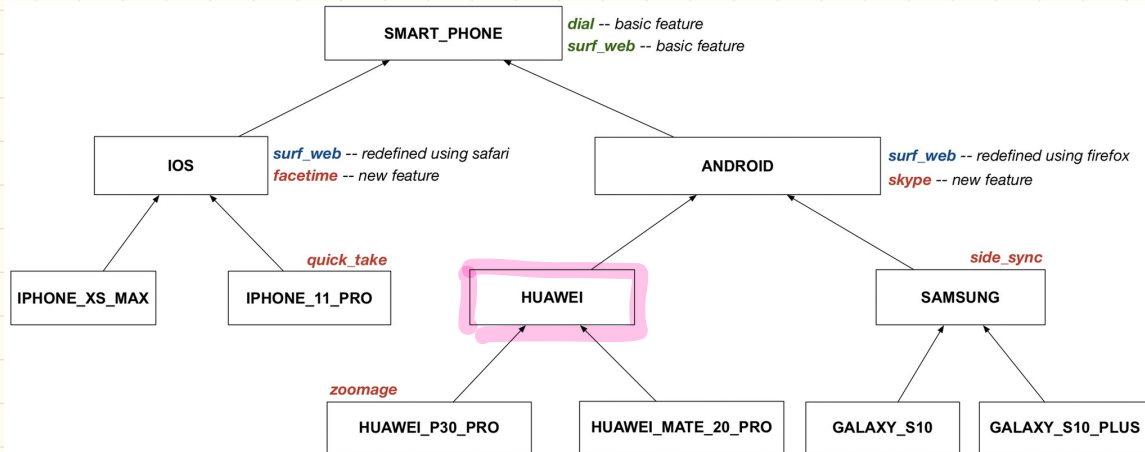 SMART_PHONE
dial -- basic feature
surf_web -- basic feature
IOS
surf_web -- redefined using safari
facetime -- new feature
ANDROID
surf_web -- redefined using firefox
skype -- new feature
IPHONE_XS_MAX
quick_take
IPHONE_11_PRO
HUAWEI
side_sync
SAMSUNG
zoomage
HUAWEI_P30_PRO
HUAWEI_MATE_20_PRO
GALAXY_S10
GALAXY_S10_PLUS